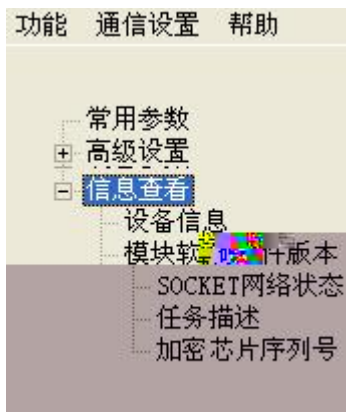 功能 通信设置 帮助
常用参数
高级设置
信息查看
设备信息
模块软件版本
SOCKET网络状态
任务描述
加密芯片序列号